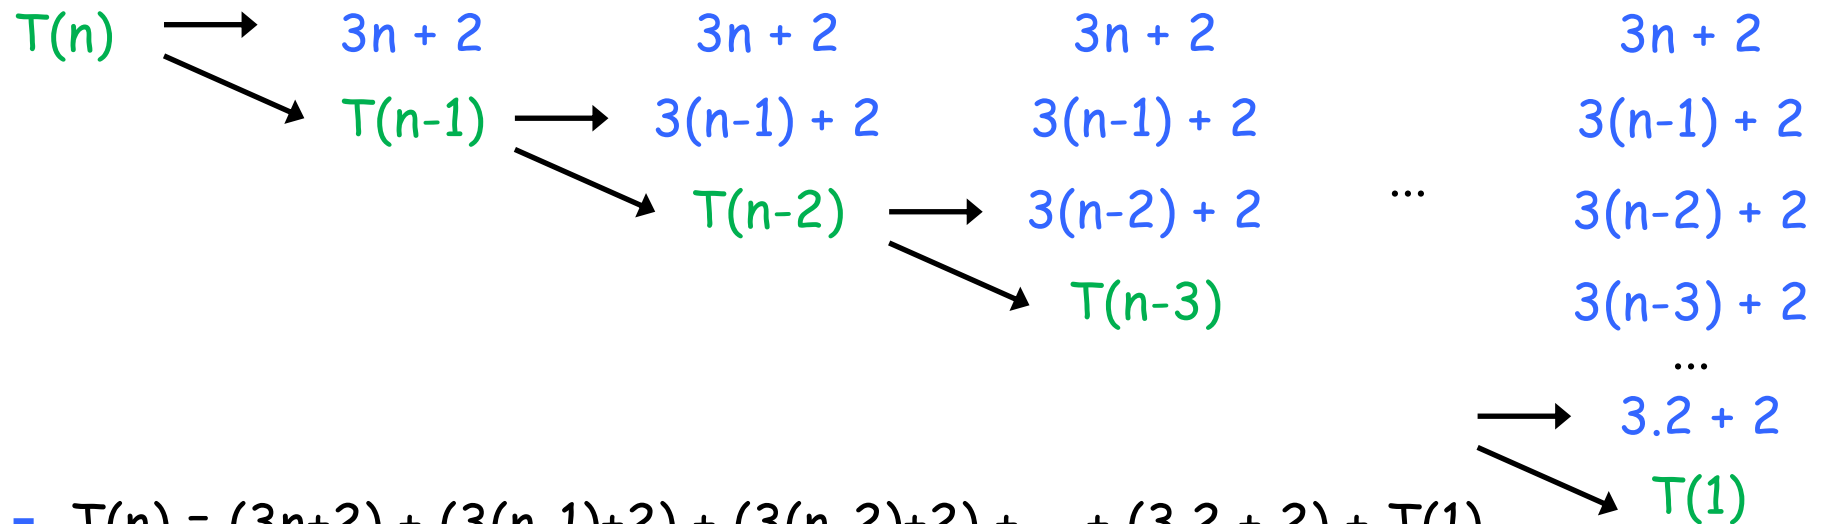 T(n) 3n + 2 3n + 2 3n + 2 3n + 2
T(n-1) 3(n-1) + 2 3(n-1) + 2 3(n-1) + 2
T(n-2) 3(n-2) + 2 ... 3(n-2) + 2
T(n-3) 3(n-3) + 2
...
3.2 + 2
T(1)
- T(n) = (3n+2) + (3(n-1)+2) + (3(n-2)+2) + ... + (3.2 + 2) + T(1)